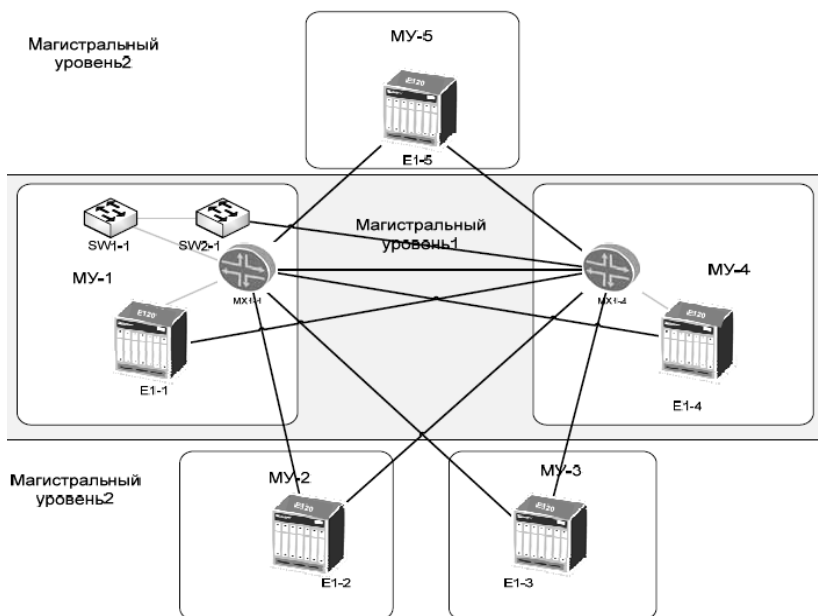 Магистральный
уровень2
МУ-5
E120
E1-5
Магистральный
уровень1
SW1-1
SW2-1
МУ-1
MX1-1
E120
E1-1
MX1-4
МУ-4
E120
E1-4
Магистральный
уровень2
МУ-2
E120
E1-2
МУ-3
E120
E1-3